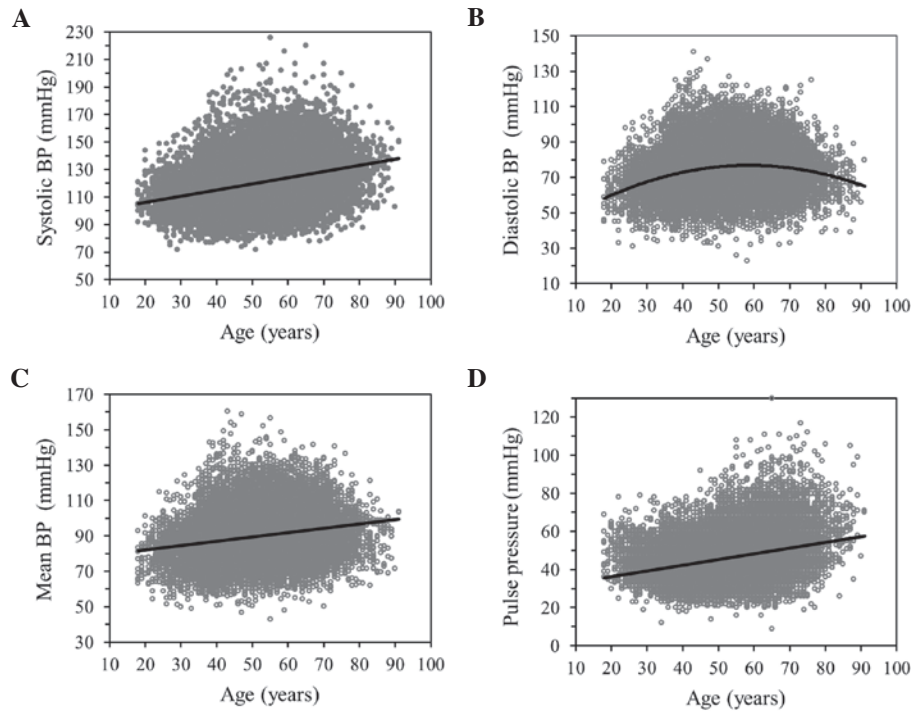 A
Systolic BP (mmHg)
230
210
190
170
150
130
110
90
70
50
10 20 30 40 50 60 70 80 90 100
Age (years)
B
Diastolic BP (mmHg)
150
130
110
90
70
50
30
10
10 20 30 40 50 60 70 80 90 100
Age (years)
C
Mean BP (mmHg)
170
150
130
110
90
70
50
30
10 20 30 40 50 60 70 80 90 100
Age (years)
D
Pulse pressure (mmHg)
120
100
80
60
40
20
0
10 20 30 40 50 60 70 80 90 100
Age (years)